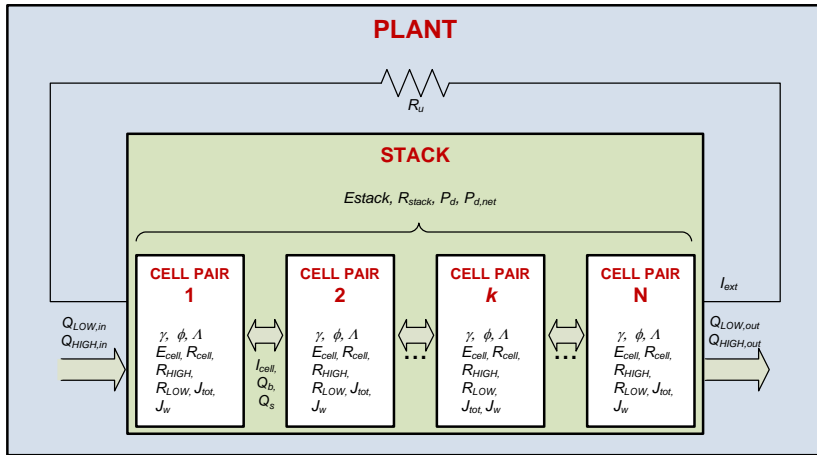 PLANT
R_u
STACK
Estack, R_stack, P_d, P_d,net
CELL PAIR
1
γ, ϕ, Λ
E_cell, R_cell,
R_HIGH,
R_LOW, J_tot,
J_w
I_cell,
Q_b,
Q_s
CELL PAIR
2
γ, ϕ, Λ
E_cell, R_cell,
R_HIGH,
R_LOW, J_tot,
J_w
...
CELL PAIR
k
γ, ϕ, Λ
E_cell, R_cell,
R_HIGH,
R_LOW,
J_tot, J_w
...
CELL PAIR
N
γ, ϕ, Λ
E_cell, R_cell,
R_HIGH,
R_LOW, J_tot,
J_w
I_ext
Q_LOW,in
Q_HIGH,in
Q_LOW,out
Q_HIGH,out